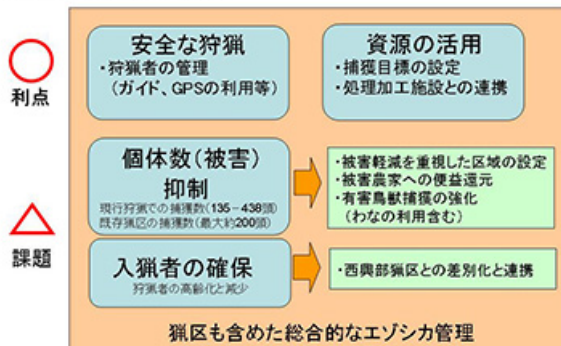 利点
安全な狩猟
・狩猟者の管理
(ガイド、GPSの利用等)
資源の活用
・捕獲目標の設定
・処理加工施設との連携
課題
個体数(被害)
抑制
現行狩猟での捕獲数(135-438頭)
既存猟区の捕獲数(最大約200頭)
・被害軽減を重視した区域の設定
・被害農家への便益還元
・有害鳥獣捕獲の強化
(わなの利用含む)
入猟者の確保
狩猟者の高齢化と減少
・西興部猟区との差別化と連携
猟区も含めた総合的なエゾシカ管理